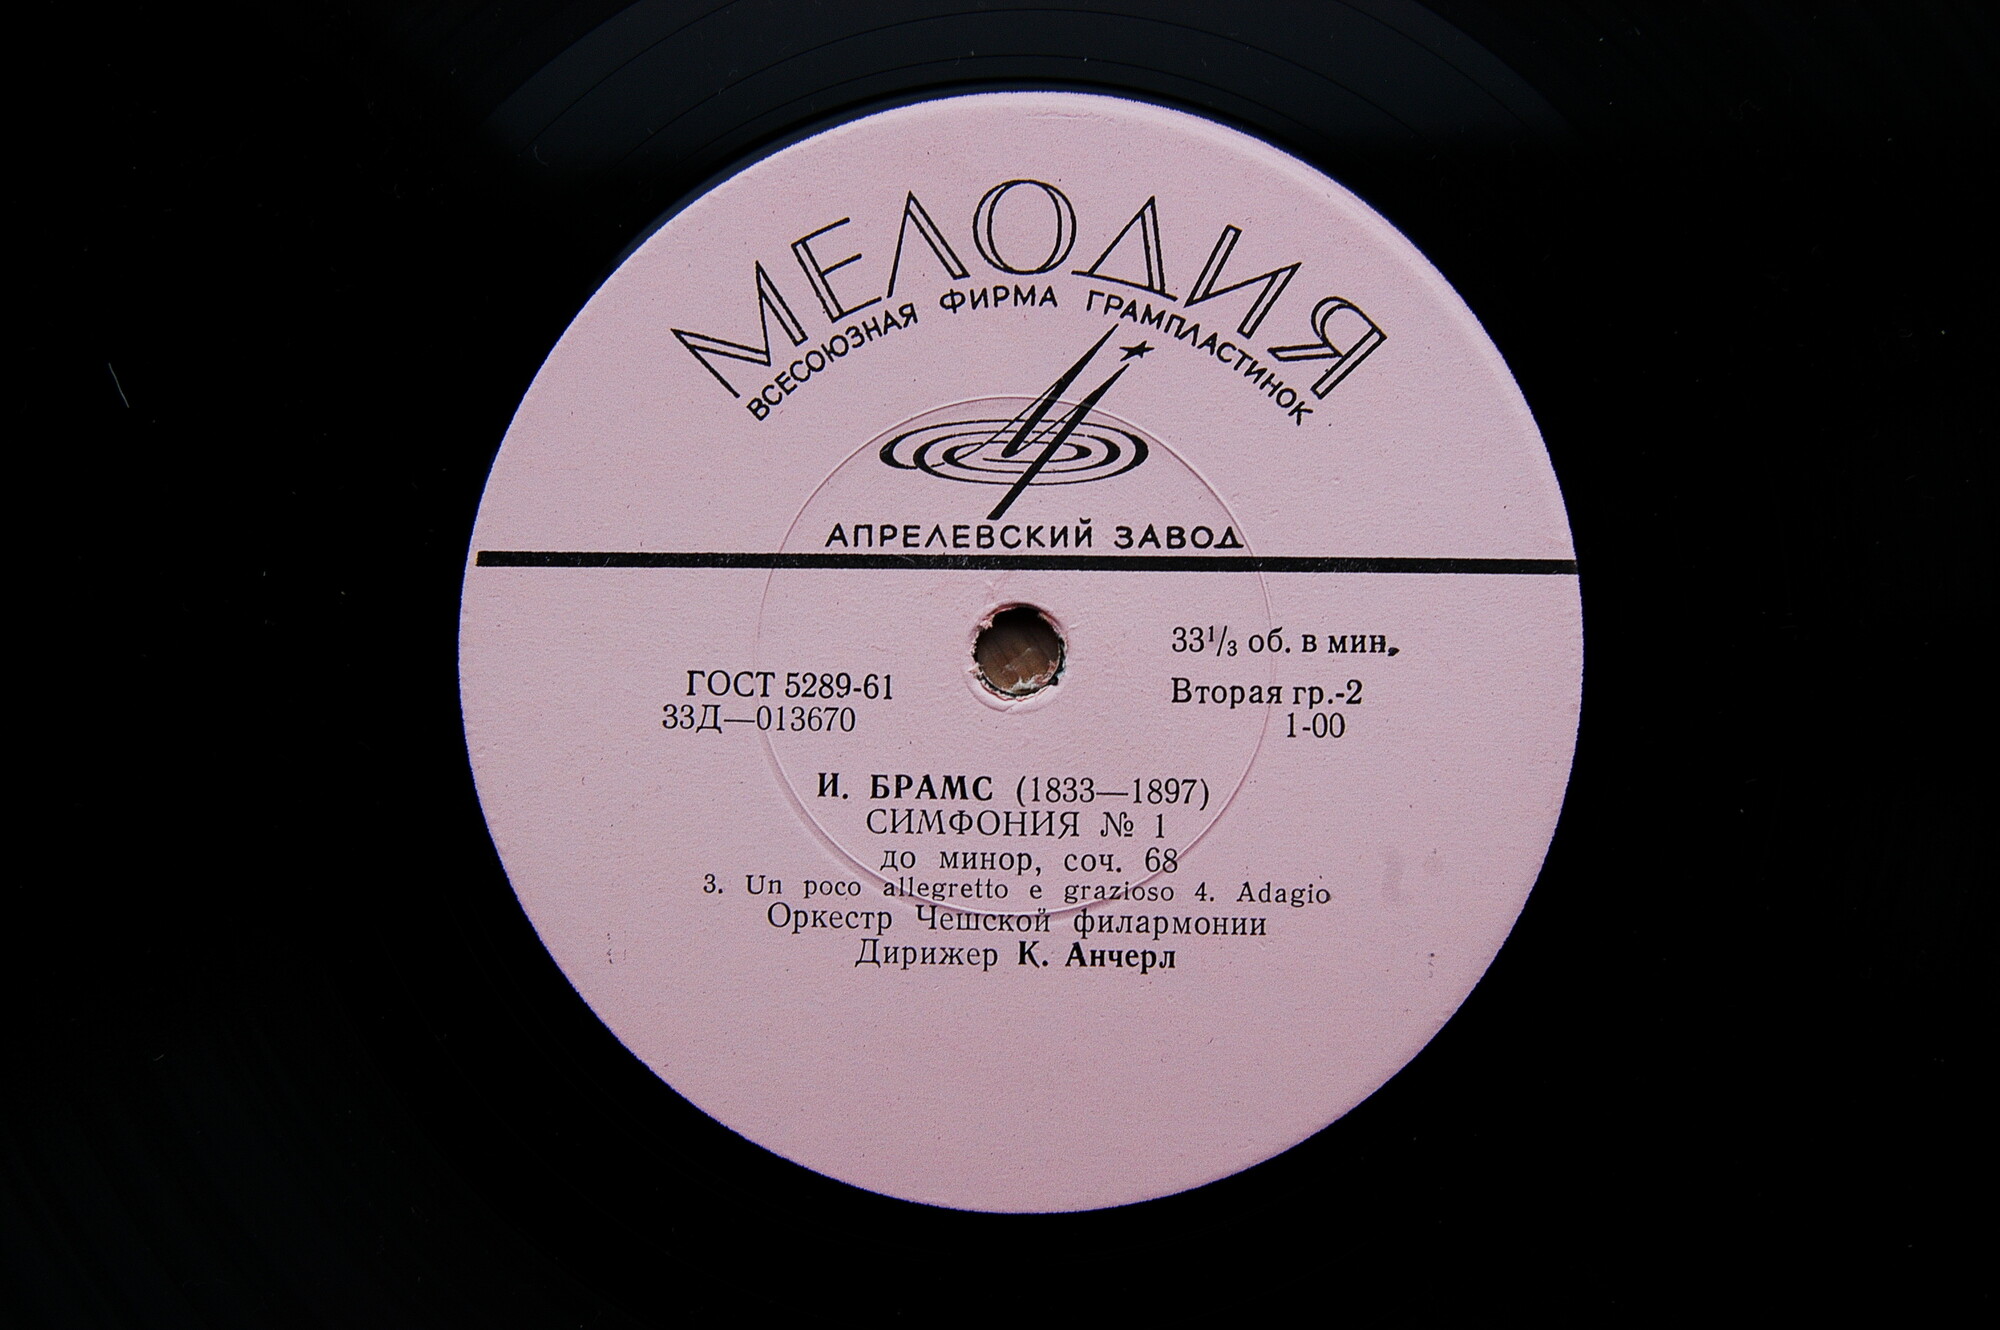 МЕЛОДИЯ
ВСЕСОЮЗНАЯ ФИРМА ГРАМПЛАСТИНОК
АПРЕЛЕВСКИЙ ЗАВОД
33⅓ об. в мин.
ГОСТ 5289-61
Вторая гр.-2
33Д—013670
1-00
И. БРАМС (1833—1897)
СИМФОНИЯ № 1
до минор, соч. 68
3. Un poco allegretto e grazioso 4. Adagio
Оркестр Чешской филармонии
Дирижер К. Анчерл